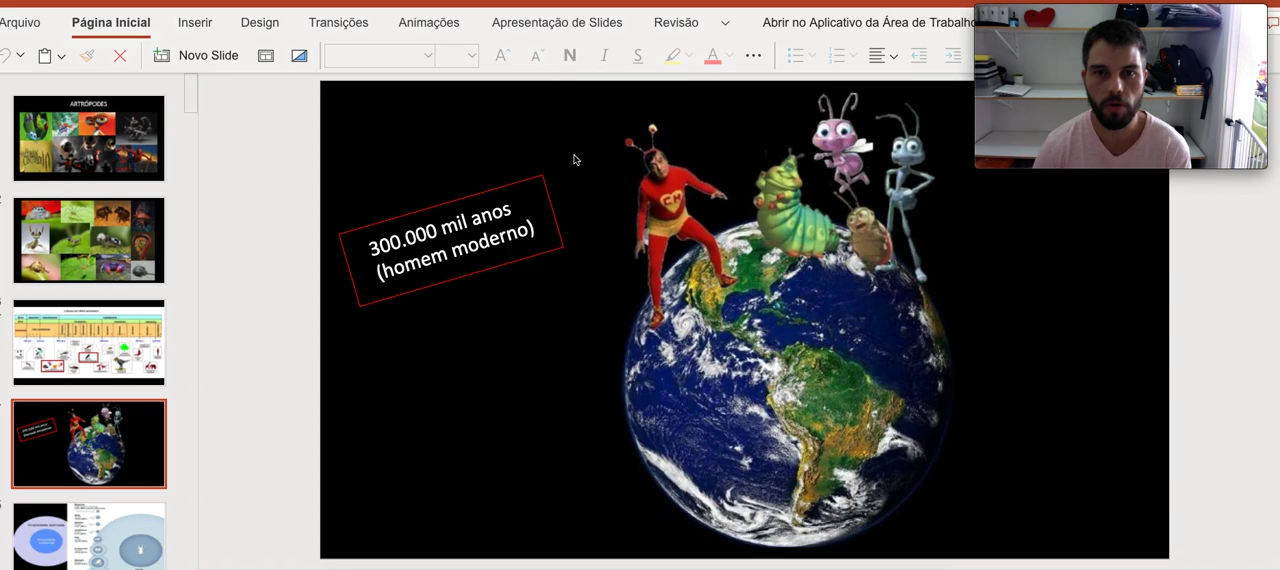 Arquivo
Página Inicial
Inserir
Design
Transições
Animações
Apresentação de Slides
Revisão
Abrir no Aplicativo da Área de Trabalho
Novo Slide
N
I
S
A
ARTRÓPODES
300.000 mil anos
(homem moderno)
CH